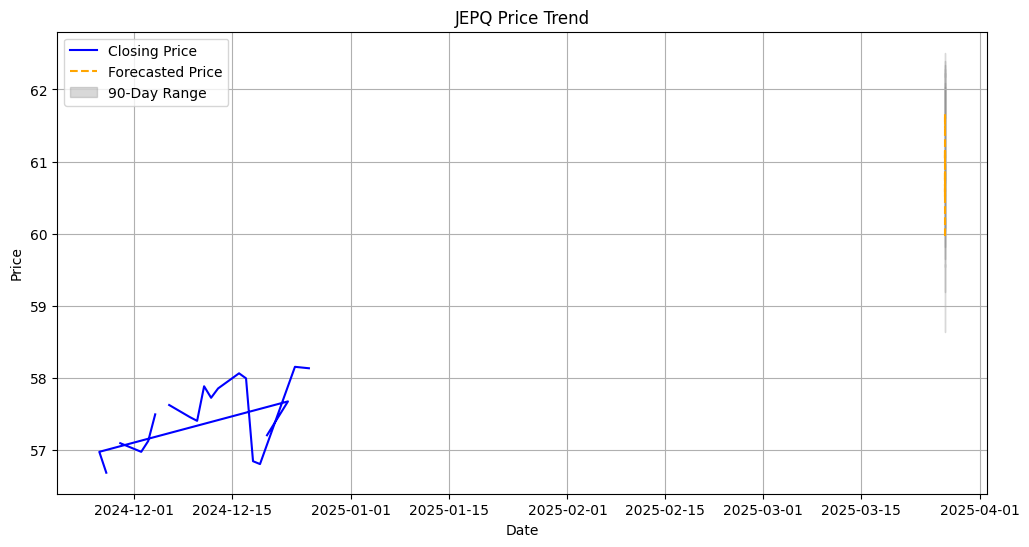 JEPQ Price Trend
Closing Price
Forecasted Price
90-Day Range
62
61
60
59
58
57
Price
2024-12-01 2024-12-15 2025-01-01 2025-01-15 2025-02-01 2025-02-15 2025-03-01 2025-03-15 2025-04-01
Date